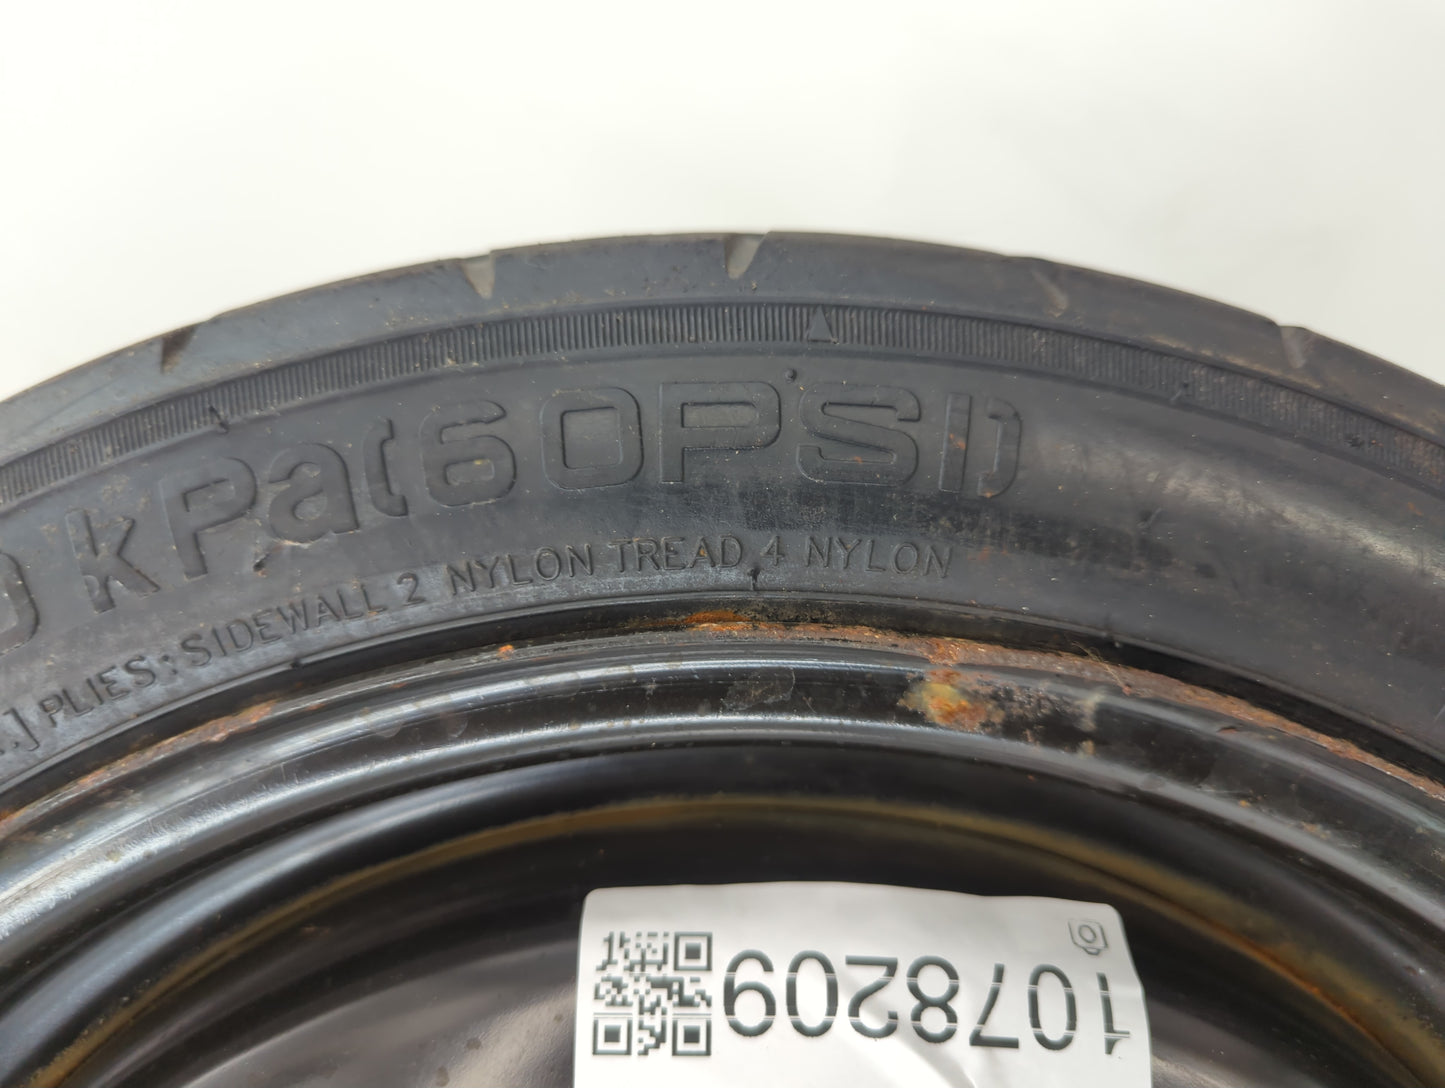 kPa(60PSI)
PLIES: SIDEWALL 2 NYLON TREAD 4 NYLON
1078209